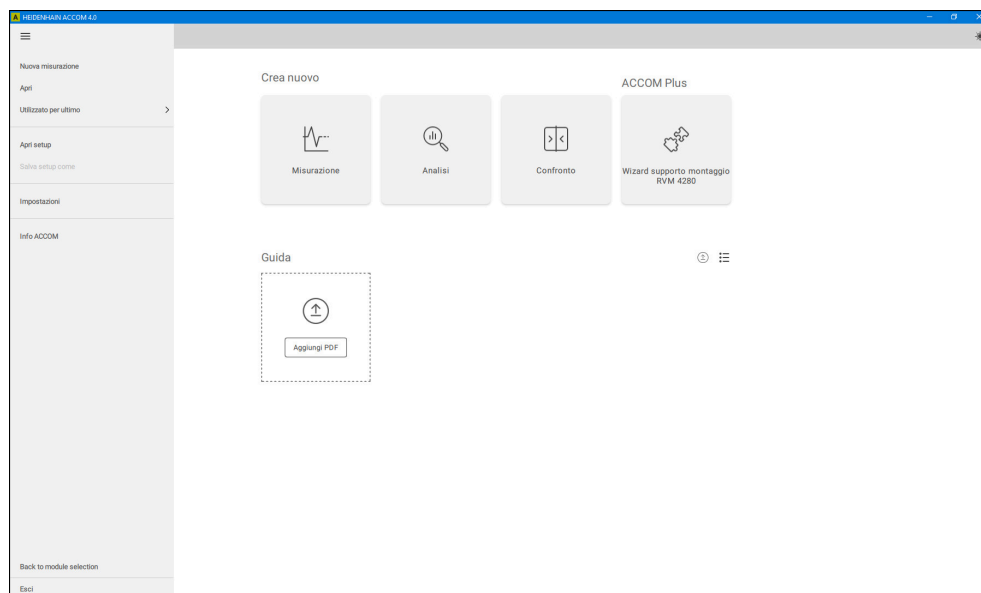 HEIDENHAIN ACCOM 4.0
Nuova misurazione
Apri
Utilizzato per ultimo
Apri setup
Salva setup come
Impostazioni
Info ACCOM
Back to module selection
Esci
Crea nuovo
ACCOM Plus
Misurazione
Analisi
Confronto
Wizard supporto montaggio
RVM 4280
Guida
Aggiungi PDF